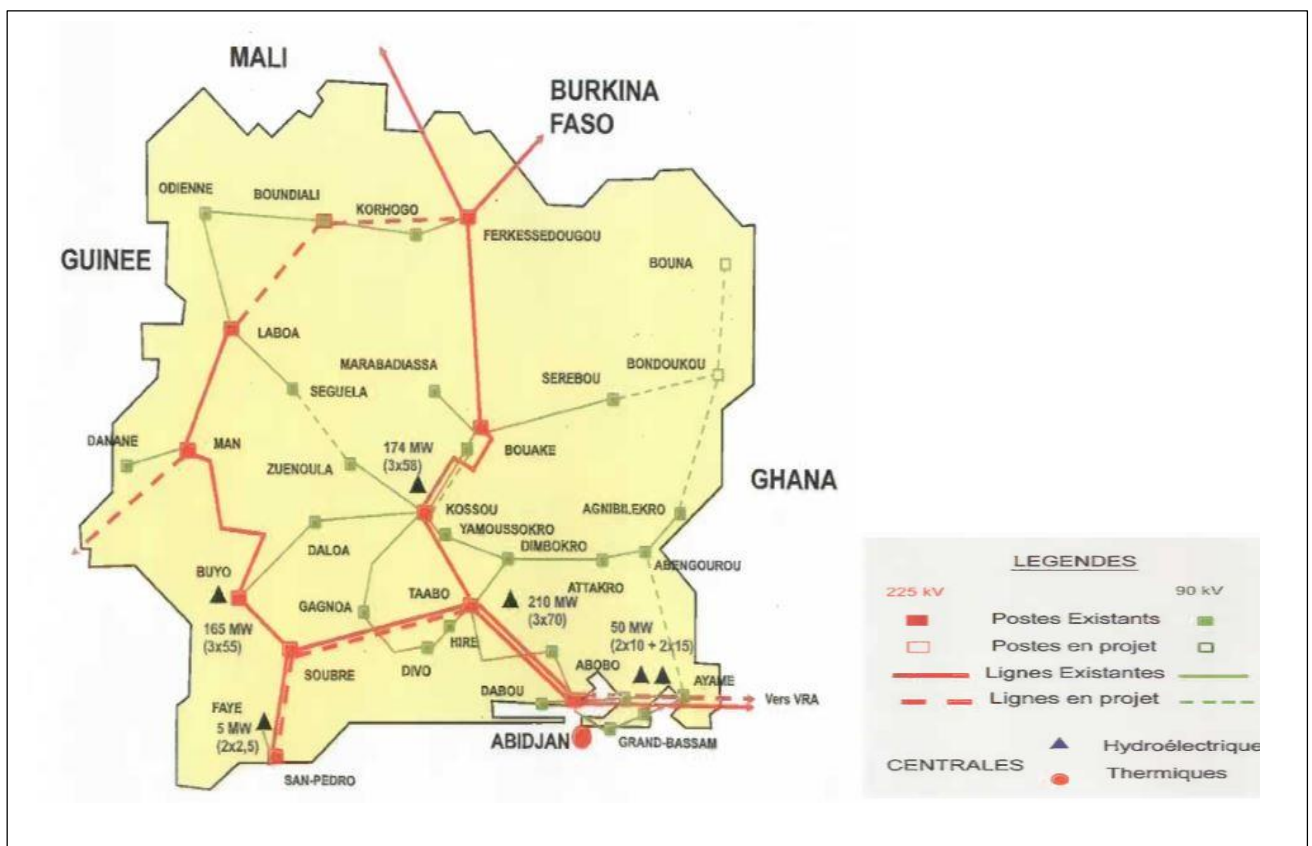 MALI
BURKINA
FASO
ODIENNE
BOUNDIALI
KORHOGO
FERKESSEDOUGOU
GUINEE
BOUNA
LABOA
MARABADIASSA
BONDOUKOU
SEREBOU
SEGUELA
DANANE
MAN
174 MW
(3x58)
BOUAKE
ZUENOULA
GHANA
KOSSOU
AGNIBILEKRO
YAMOUSSOKRO
DALOA
DIMBOKRO
ABENGOUROU
BUYO
ATTAKRO
GAGNOA
TAABO
210 MW
(3x70)
165 MW
(3x55)
HIRE
50 MW
(2x10 + 2x15)
SOUBRE
DIVO
ABOBO
AYAME
DABOU
Vers VRA
FAYE
5 MW
(2x2,5)
ABIDJAN
GRAND-BASSAM
SAN-PEDRO
LEGENDES
225 kV
90 kV
Postes Existants
Postes en projet
Lignes Existantes
Lignes en projet
Hydroélectrique
CENTRALES
Thermiques